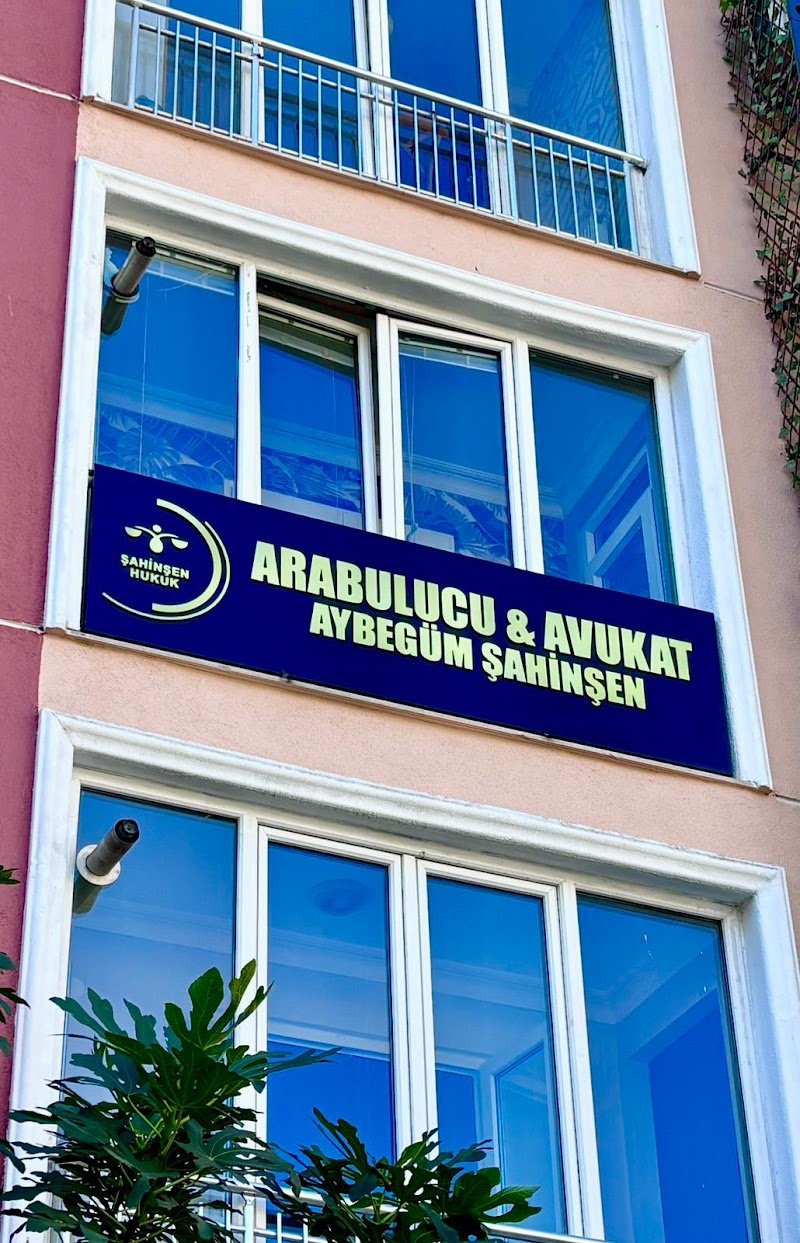 ŞAHİNŞEN
HUKUK
ARABULUCU & AVUKAT
AYBEGÜM ŞAHİNŞEN